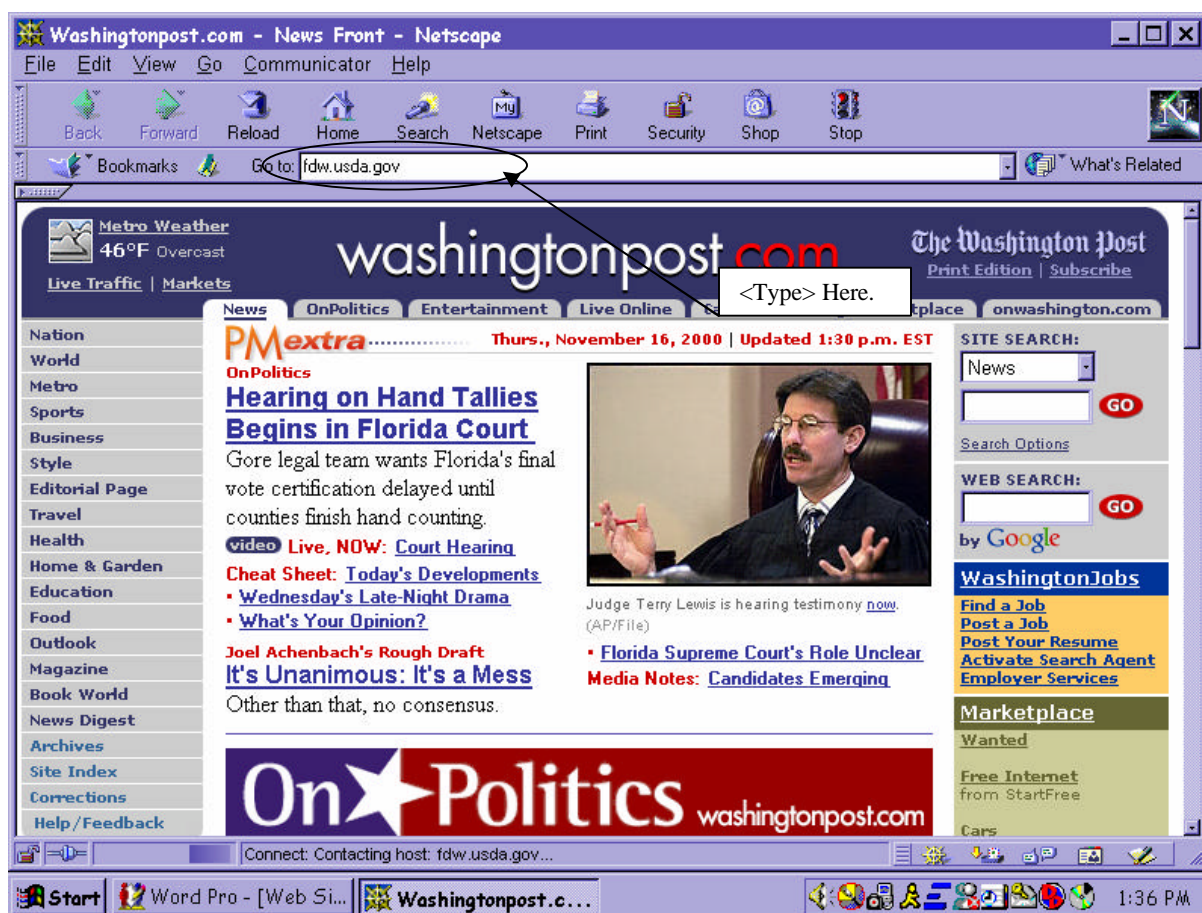 Washingtonpost.com - News Front - Netscape
File Edit View Go Communicator Help
Back Forward Reload Home Search Netscape Print Security Shop Stop
My
N
Bookmarks Go to: fdw.usda.gov What's Related
Metro Weather
46°F Overcast
Live Traffic | Markets
washingtonpost.com
The Washington Post
Print Edition | Subscribe
<Type> Here.
News OnPolitics Entertainment Live Online tplace onwashington.com
Nation
World
Metro
Sports
Business
Style
Editorial Page
Travel
Health
Home & Garden
Education
Food
Outlook
Magazine
Book World
News Digest
Archives
Site Index
Corrections
Help/Feedback
PMextra Thurs., November 16, 2000 | Updated 1:30 p.m. EST
OnPolitics
Hearing on Hand Tallies
Begins in Florida Court
Gore legal team wants Florida's final
vote certification delayed until
counties finish hand counting.
video Live, NOW: Court Hearing
Cheat Sheet: Today's Developments
• Wednesday's Late-Night Drama
• What's Your Opinion?
Joel Achenbach's Rough Draft
It's Unanimous: It's a Mess
Other than that, no consensus.
Judge Terry Lewis is hearing testimony now.
(AP/File)
• Florida Supreme Court's Role Unclear
Media Notes: Candidates Emerging
On Politics washingtonpost.com
SITE SEARCH:
News
GO
Search Options
WEB SEARCH:
GO
by Google
WashingtonJobs
Find a Job
Post a Job
Post Your Resume
Activate Search Agent
Employer Services
Marketplace
Wanted
Free Internet
from StartFree
Cars
Connect: Contacting host: fdw.usda.gov...
Start Word Pro - [Web Si... Washingtonpost.c... 1:36 PM